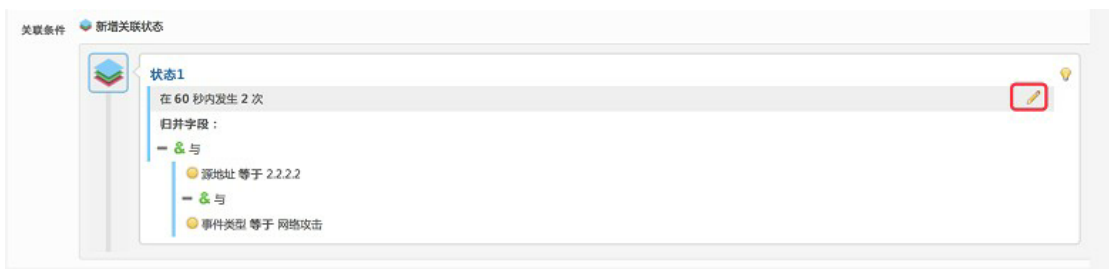 关联条件 新增关联状态
状态1
在 60 秒内发生 2 次
归并字段：
& 与
源地址 等于 2.2.2.2
& 与
事件类型 等于 网络攻击